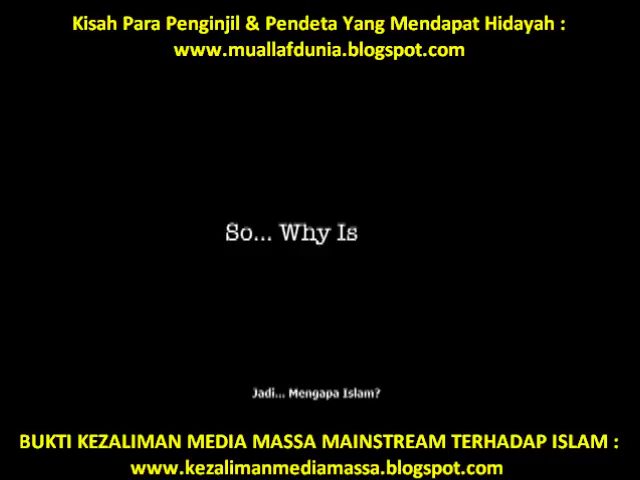 Kisah Para Penginjil & Pendeta Yang Mendapat Hidayah :
www.muallafdunia.blogspot.com
So... Why Is
Jadi... Mengapa Islam?
BUKTI KEZALIMAN MEDIA MASSA MAINSTREAM TERHADAP ISLAM :
www.kezalimanmediamassa.blogspot.com